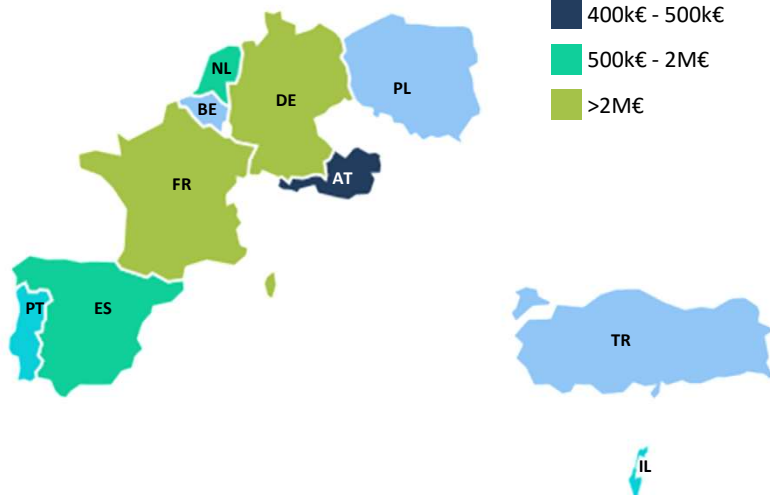 400k€ - 500k€
NL
500k€ - 2M€
PL
DE
BE
>2M€
AT
FR
PT
ES
TR
IL